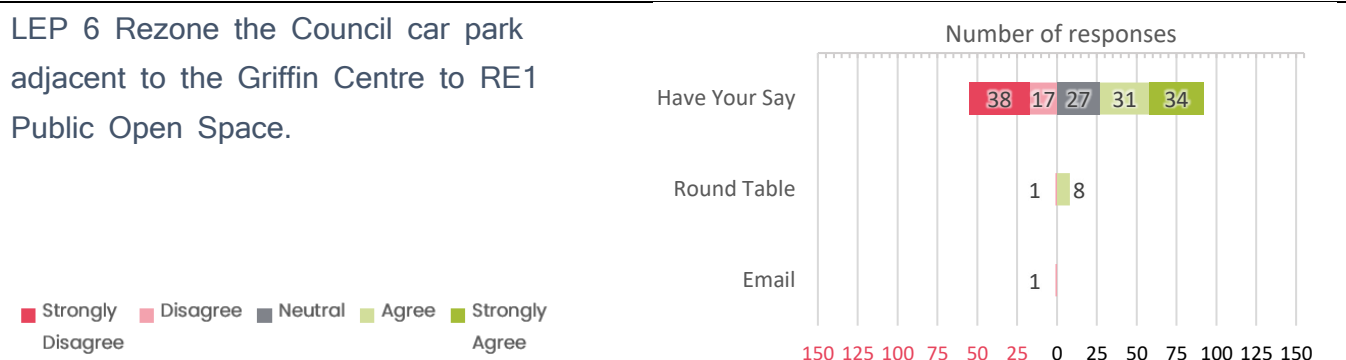 LEP 6 Rezone the Council car park
adjacent to the Griffin Centre to RE1
Public Open Space.
Strongly Disagree
Disagree
Neutral
Agree
Strongly Agree
Number of responses
Have Your Say
38 17 27 31 34
Round Table
1 8
Email
1
150 125 100 75 50 25 0 25 50 75 100 125 150